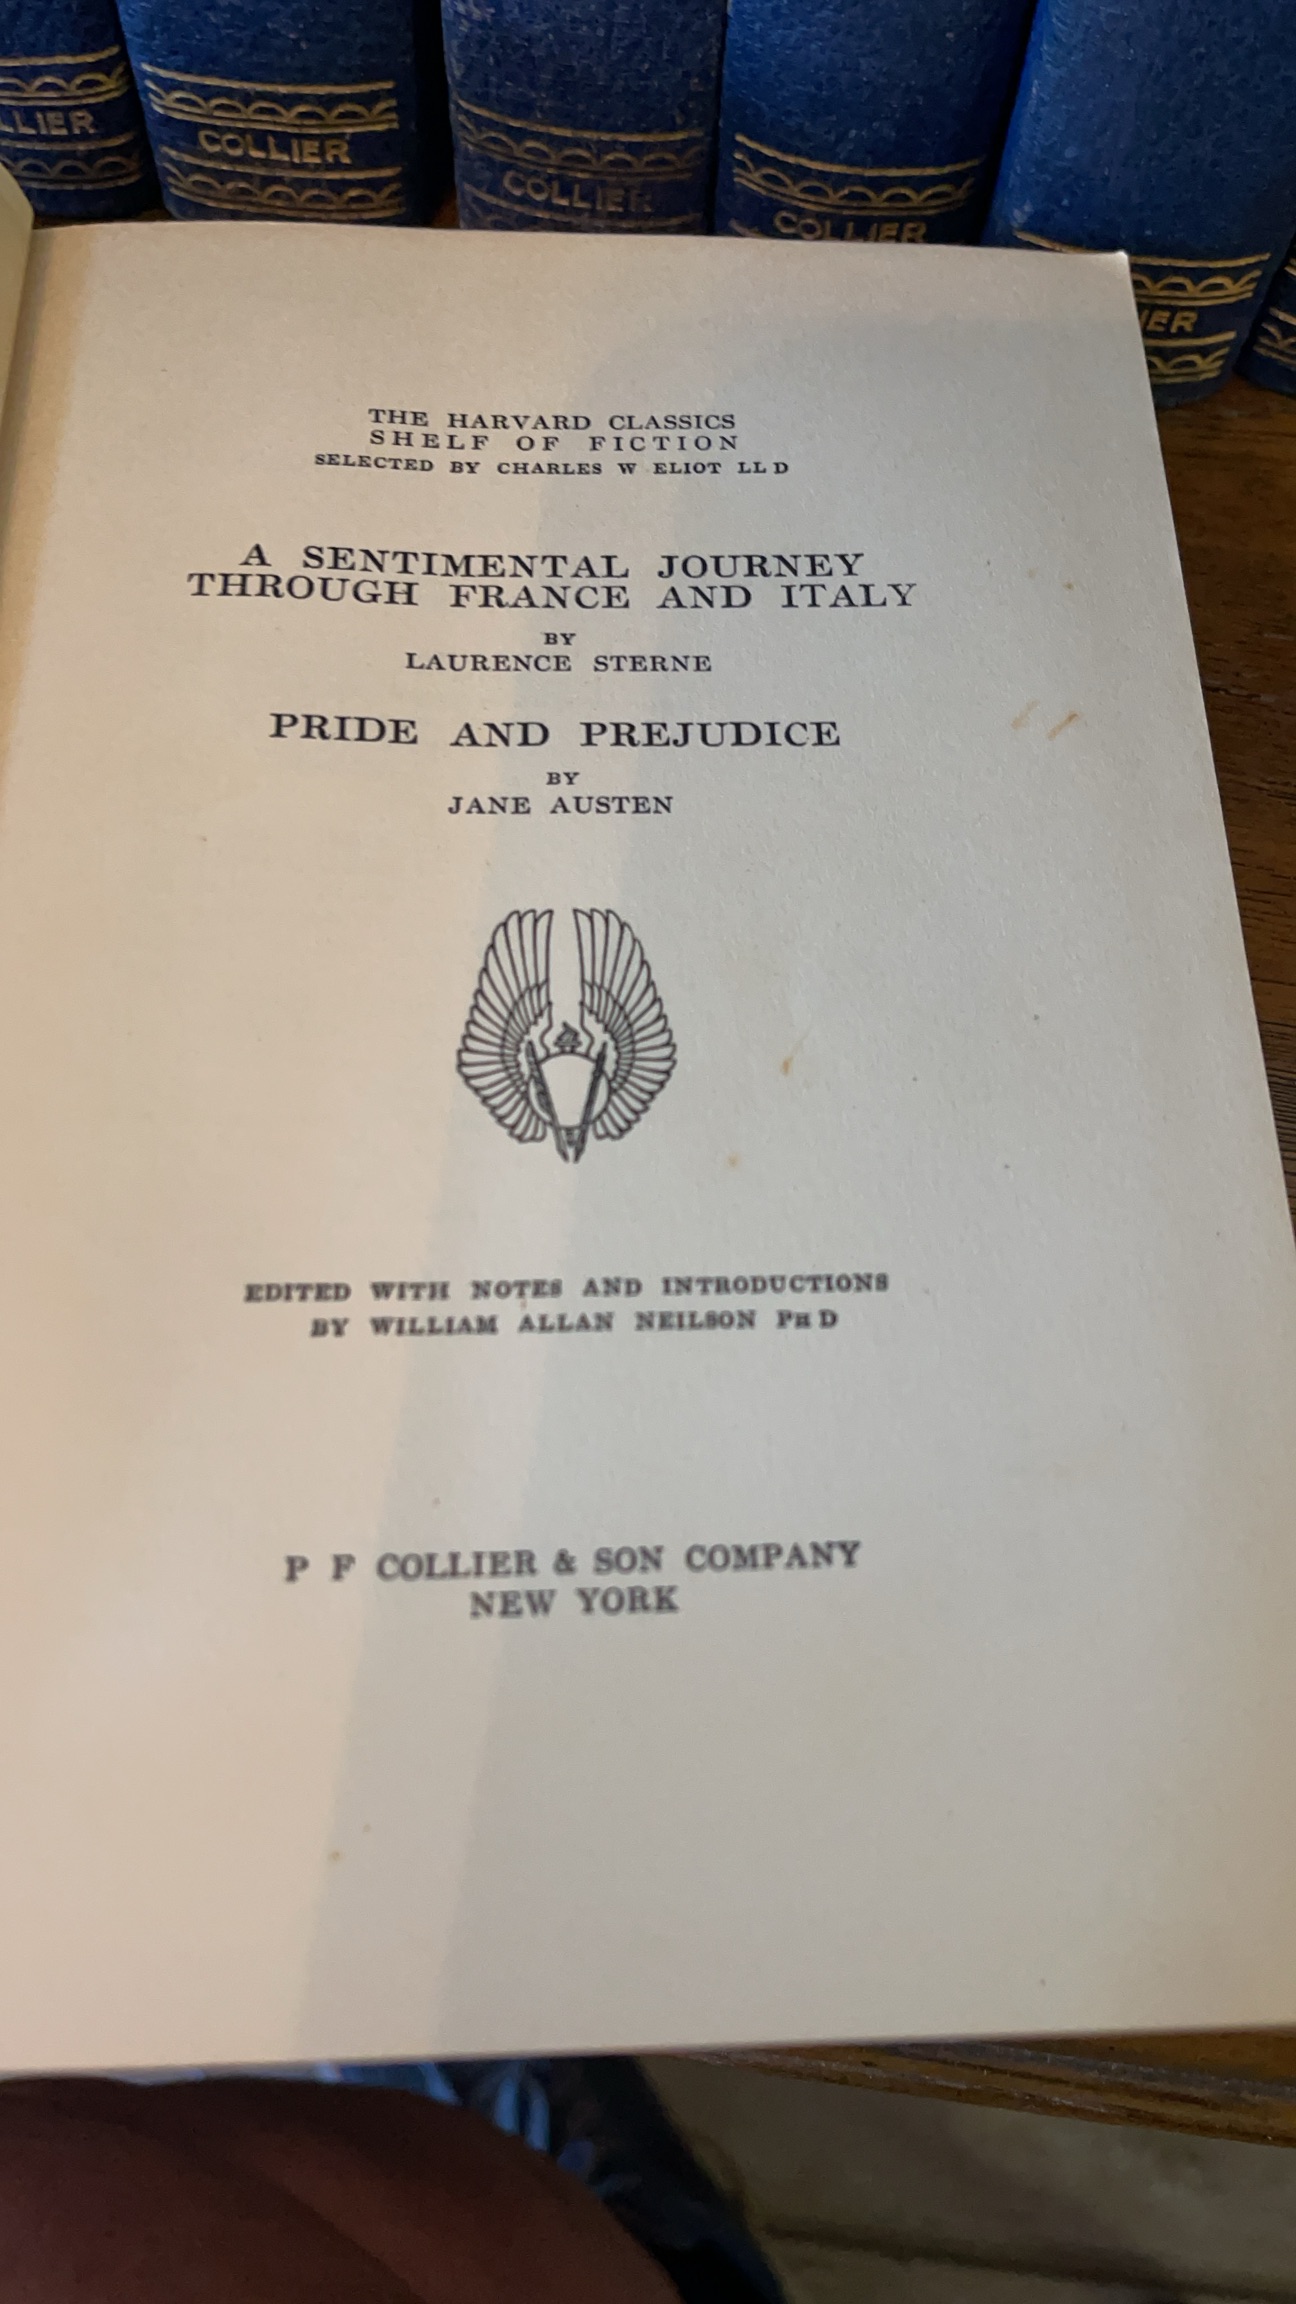 COLLIER
COLLIER
COLLIER
THE HARVARD CLASSICS
SHELF OF FICTION
SELECTED BY CHARLES W ELIOT LL D
A SENTIMENTAL JOURNEY
THROUGH FRANCE AND ITALY
BY
LAURENCE STERNE
PRIDE AND PREJUDICE
BY
JANE AUSTEN
EDITED WITH NOTES AND INTRODUCTIONS
BY WILLIAM ALLAN NEILSON PH D
P F COLLIER & SON COMPANY
NEW YORK